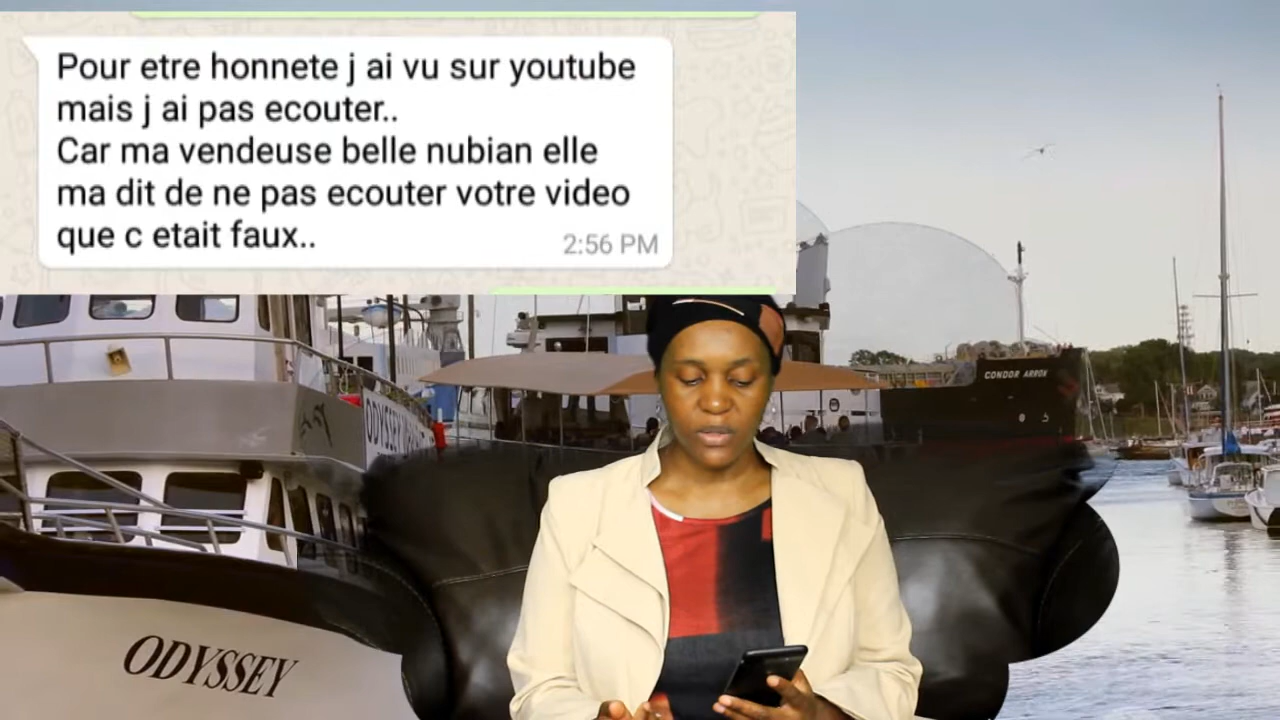 Pour etre honnete j ai vu sur youtube
mais j ai pas ecouter..
Car ma vendeuse belle nubian elle
ma dit de ne pas ecouter votre video
que c etait faux..
2:56 PM
CONDOR ARROW
ODYSSEY
ODYSSEY